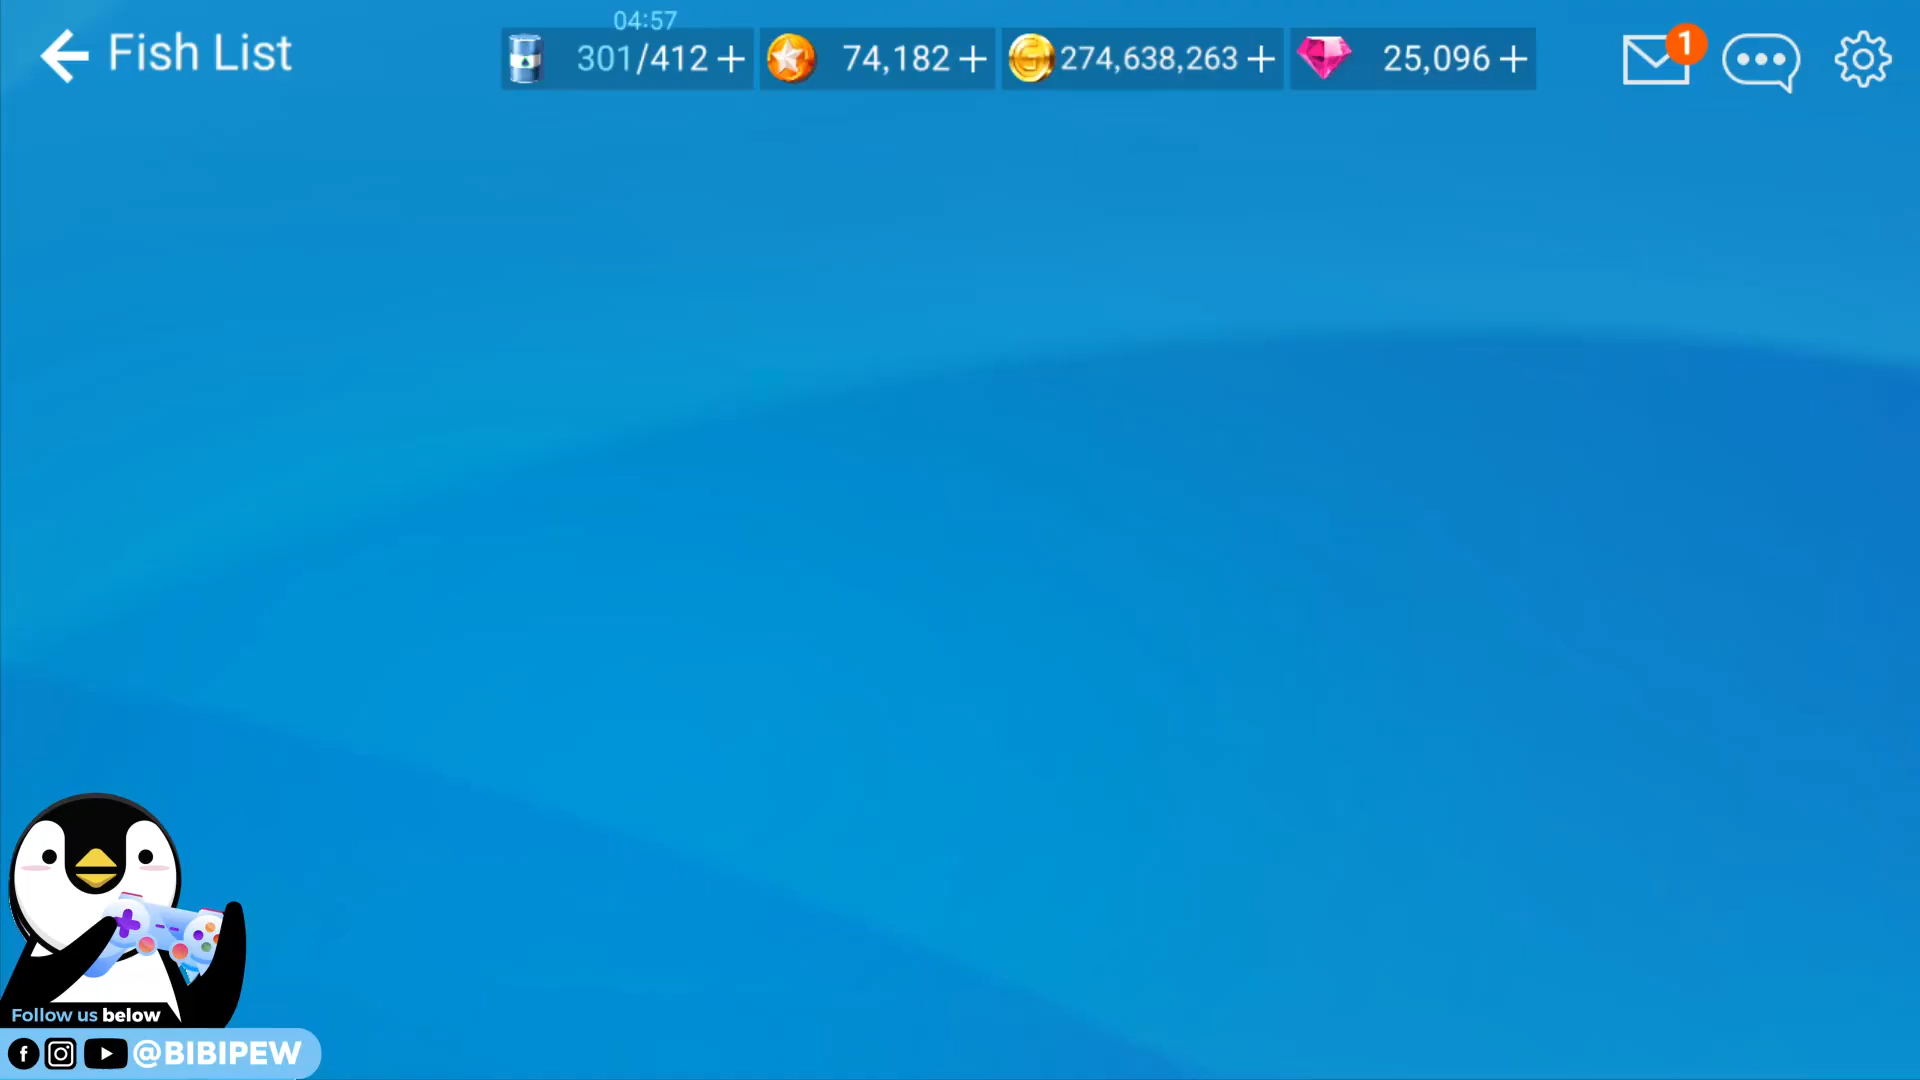 04:57
Fish List
301/412 +
74,182 +
274,638,263 +
25,096 +
1
Follow us below
@BIBIPEW